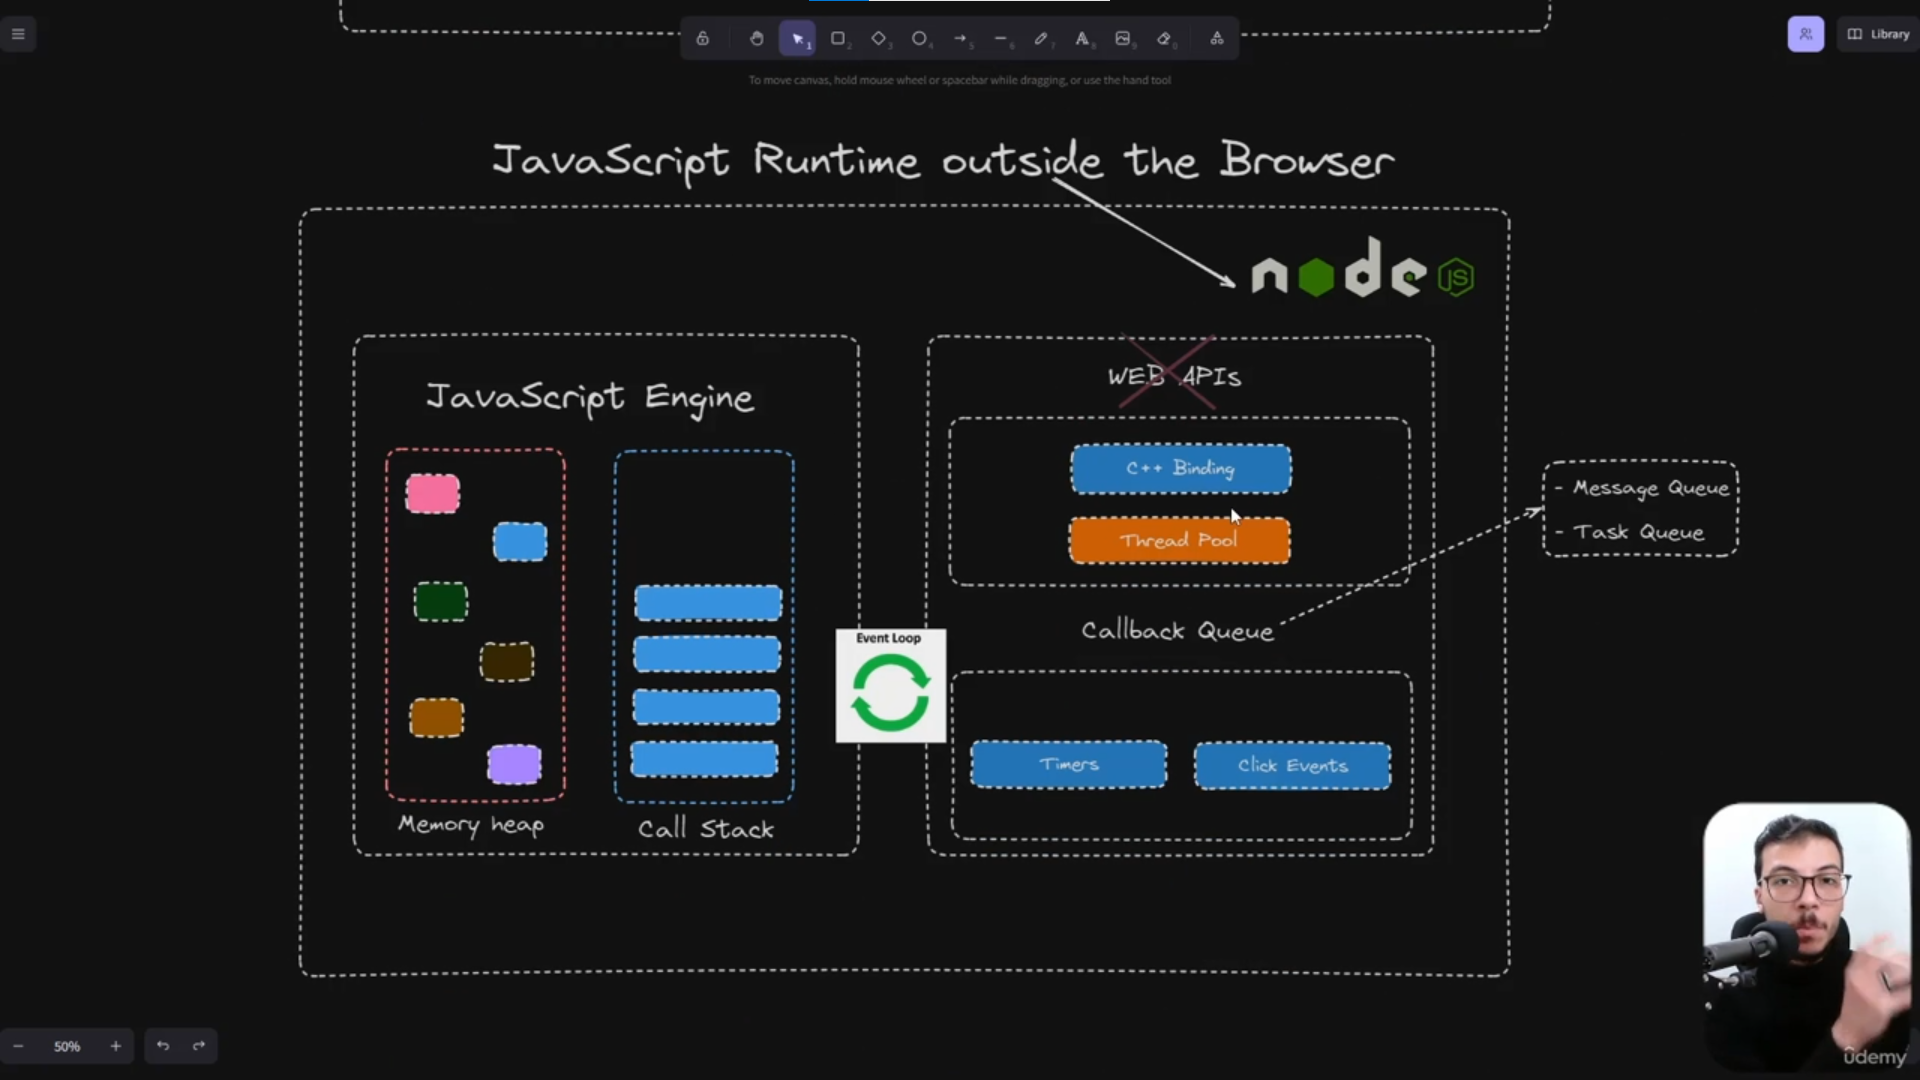 Library
To move canvas, hold mouse wheel or spacebar while dragging, or use the hand tool
JavaScript Runtime outside the Browser
node
JS
WEB APIs
JavaScript Engine
C++ Binding
- Message Queue
Thread Pool
- Task Queue
Callback Queue
Event Loop
Timers
Click Events
Memory heap
Call Stack
50%
udemy